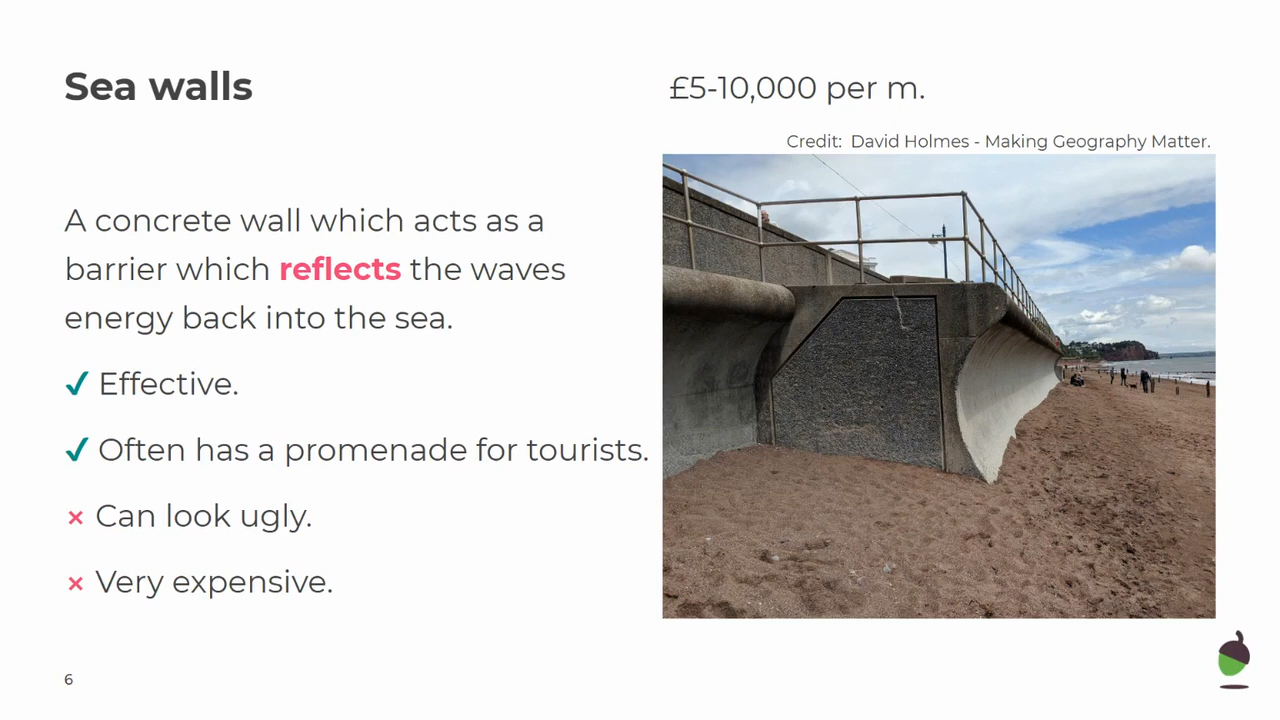 Sea walls
£5-10,000 per m.
Credit: David Holmes - Making Geography Matter.
A concrete wall which acts as a
barrier which reflects the waves
energy back into the sea.
✓ Effective.
✓ Often has a promenade for tourists.
× Can look ugly.
× Very expensive.
6